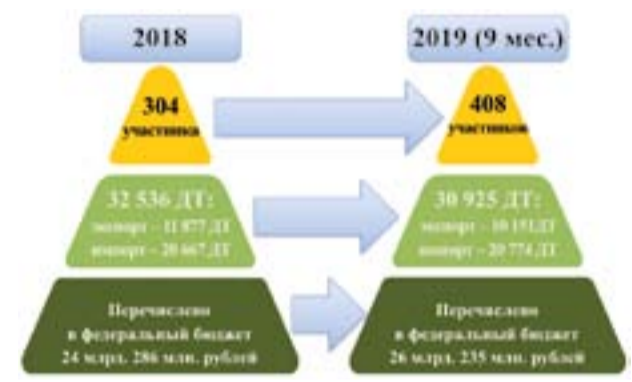 2018
304
участника
32 536 ДТ:
экспорт – 11 877 ДТ
импорт – 20 667 ДТ
Перечислено
в федеральный бюджет
24 млрд. 286 млн. рублей
2019 (9 мес.)
408
участников
30 925 ДТ:
экспорт – 10 151 ДТ
импорт – 20 774 ДТ
Перечислено
в федеральный бюджет
26 млрд. 235 млн. рублей